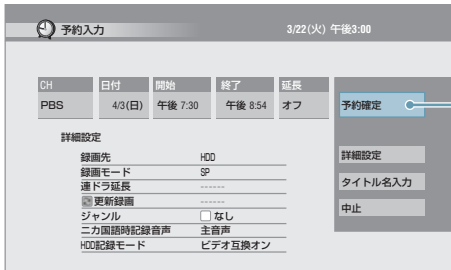 予約入力 3/22(火) 午後3:00
CH 日付 開始 終了 延長
PBS 4/3(日) 午後 7:30 午後 8:54 オフ 予約確定
詳細設定
録画先 HDD 詳細設定
録画モード SP
連ドラ延長 ------ タイトル名入力
更新録画 ------
ジャンル なし 中止
二カ国語時記録音声 主音声
HDD記録モード ビデオ互換オン